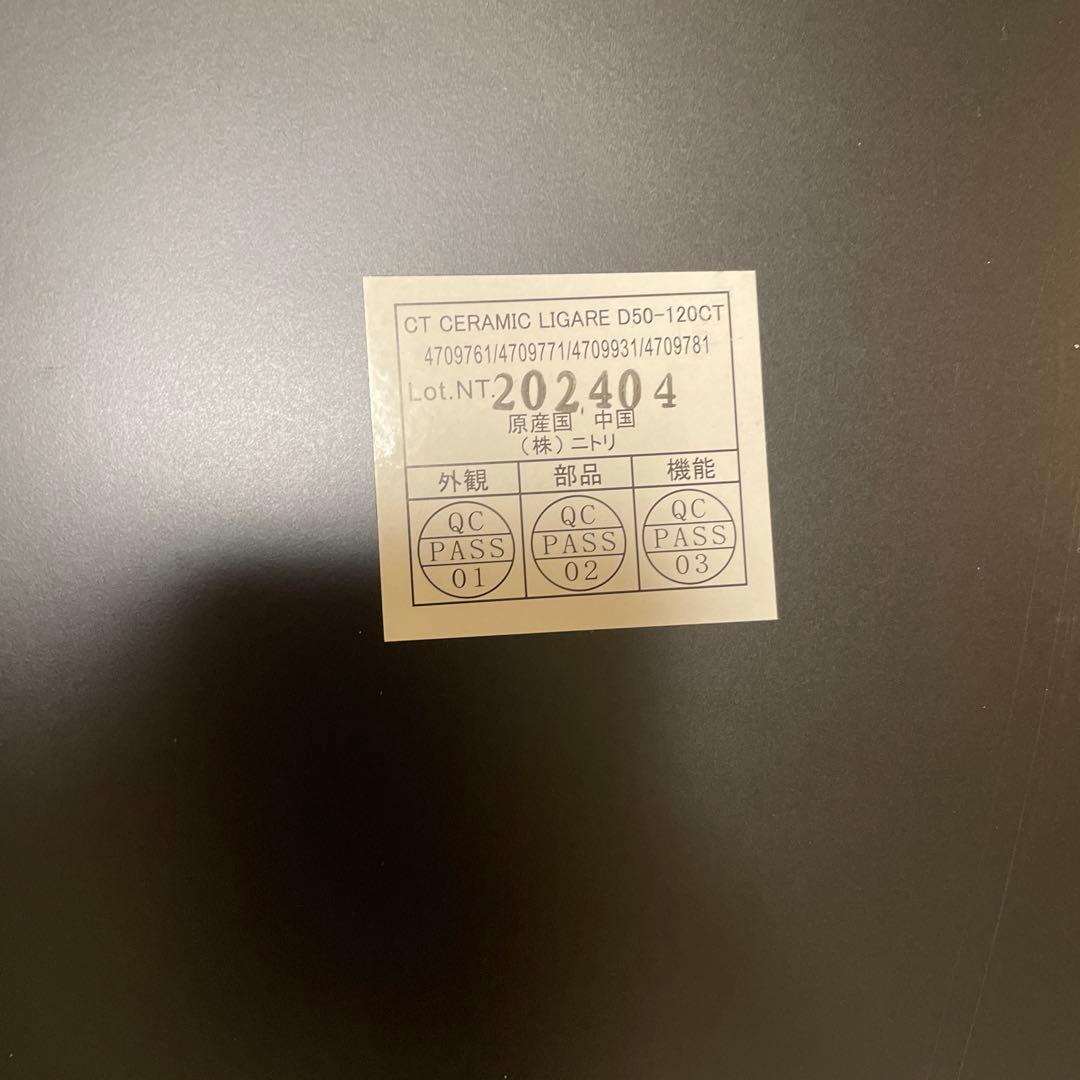 CT CERAMIC LIGARE D50-120CT
4709761/4709771/4709931/4709781
Lot.NT.202404
原産国 中国
（株）ニトリ
外観 部品 機能
QC QC QC
PASS PASS PASS
01 02 03